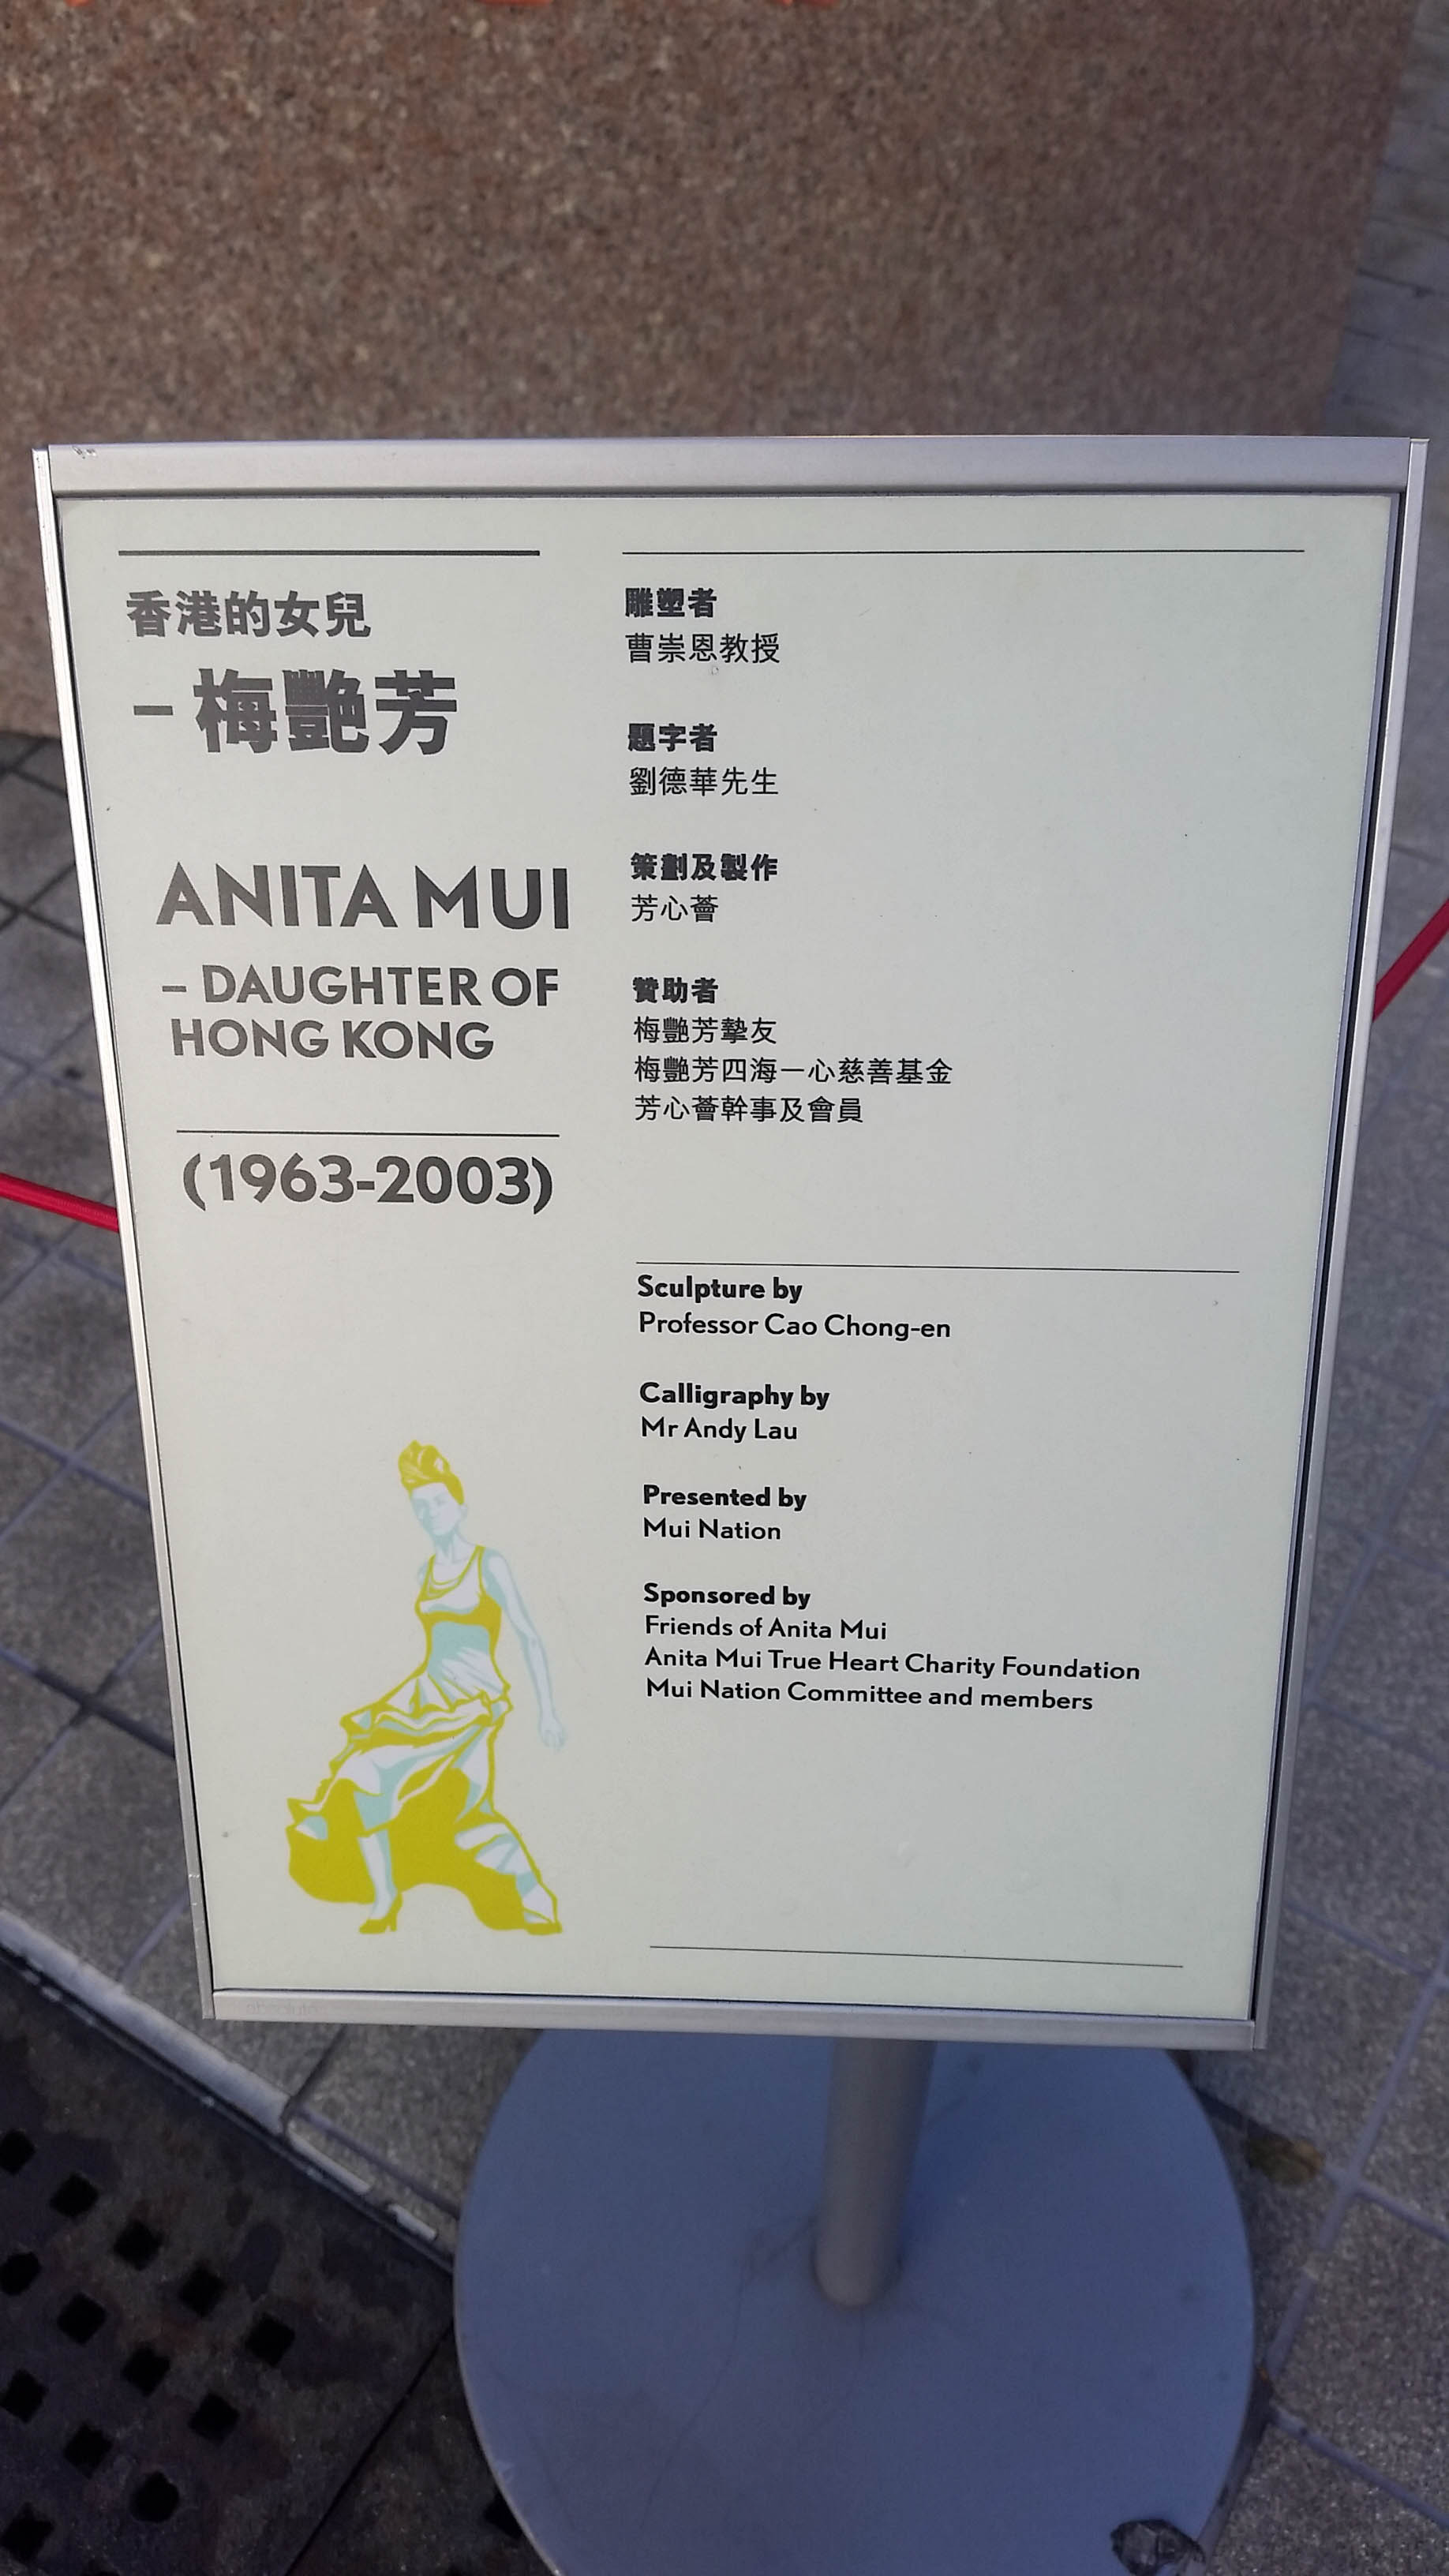 香港的女兒
– 梅艷芳
ANITA MUI
– DAUGHTER OF
HONG KONG
(1963-2003)
雕塑者
曹崇恩教授
題字者
劉德華先生
策劃及製作
芳心薈
贊助者
梅艷芳摯友
梅艷芳四海一心慈善基金
芳心薈幹事及會員
Sculpture by
Professor Cao Chong-en
Calligraphy by
Mr Andy Lau
Presented by
Mui Nation
Sponsored by
Friends of Anita Mui
Anita Mui True Heart Charity Foundation
Mui Nation Committee and members